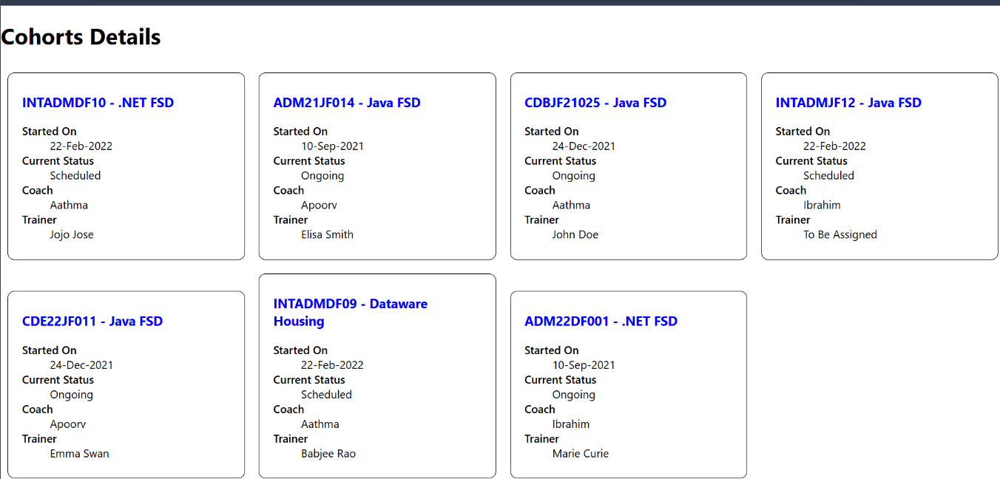 Cohorts Details
INTADMDF10 - .NET FSD
Started On
22-Feb-2022
Current Status
Scheduled
Coach
Aathma
Trainer
Jojo Jose
ADM21JF014 - Java FSD
Started On
10-Sep-2021
Current Status
Ongoing
Coach
Apoorv
Trainer
Elisa Smith
CDBJF21025 - Java FSD
Started On
24-Dec-2021
Current Status
Ongoing
Coach
Aathma
Trainer
John Doe
INTADMJF12 - Java FSD
Started On
22-Feb-2022
Current Status
Scheduled
Coach
Ibrahim
Trainer
To Be Assigned
CDE22JF011 - Java FSD
Started On
24-Dec-2021
Current Status
Ongoing
Coach
Apoorv
Trainer
Emma Swan
INTADMDF09 - Dataware
Housing
Started On
22-Feb-2022
Current Status
Scheduled
Coach
Aathma
Trainer
Babjee Rao
ADM22DF001 - .NET FSD
Started On
10-Sep-2021
Current Status
Ongoing
Coach
Ibrahim
Trainer
Marie Curie